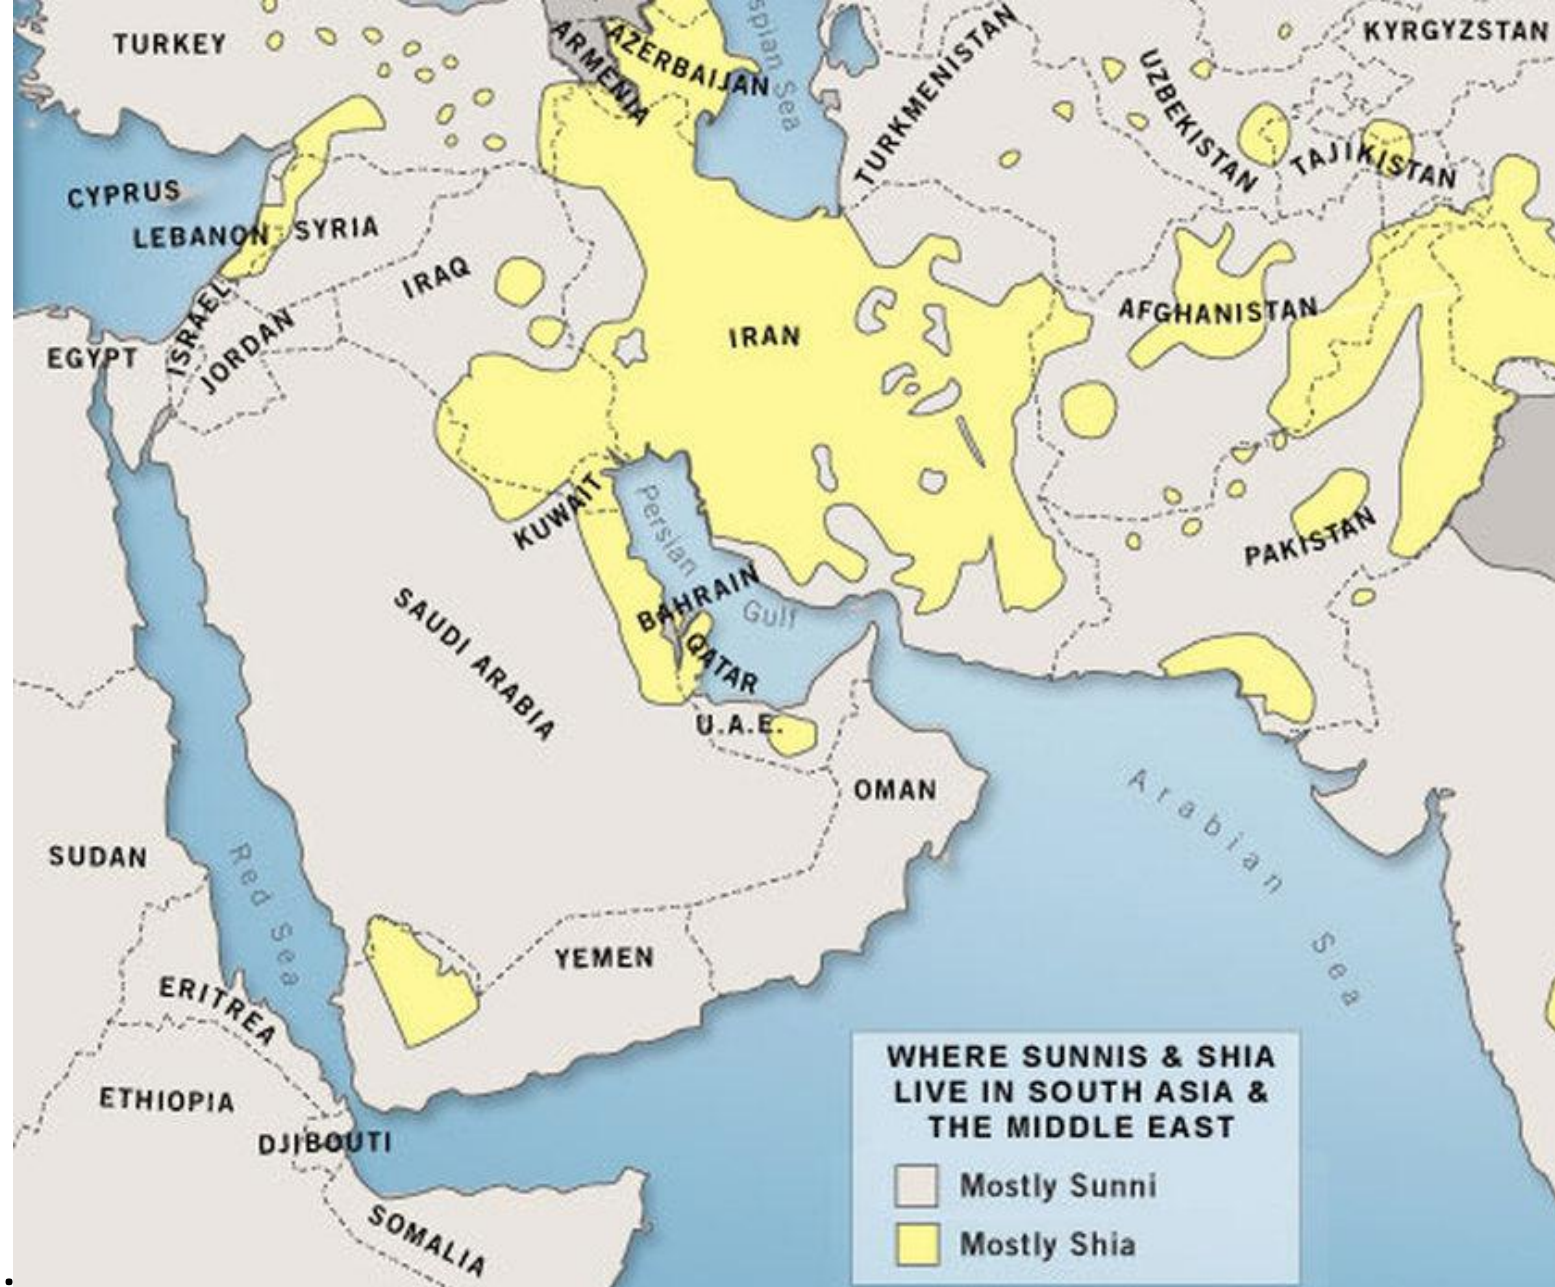 TURKEY
ARMENIA
AZERBAIJAN
spian Sea
TURKMENISTAN
UZBEKISTAN
KYRGYZSTAN
TAJIKISTAN
CYPRUS
LEBANON
SYRIA
IRAQ
IRAN
AFGHANISTAN
EGYPT
ISRAEL
JORDAN
KUWAIT
Persian
Gulf
PAKISTAN
SAUDI ARABIA
BAHRAIN
QATAR
U.A.E.
OMAN
Arabian
Sea
SUDAN
Red Sea
YEMEN
ERITREA
ETHIOPIA
DJIBOUTI
SOMALIA
WHERE SUNNIS & SHIA
LIVE IN SOUTH ASIA &
THE MIDDLE EAST
Mostly Sunni
Mostly Shia